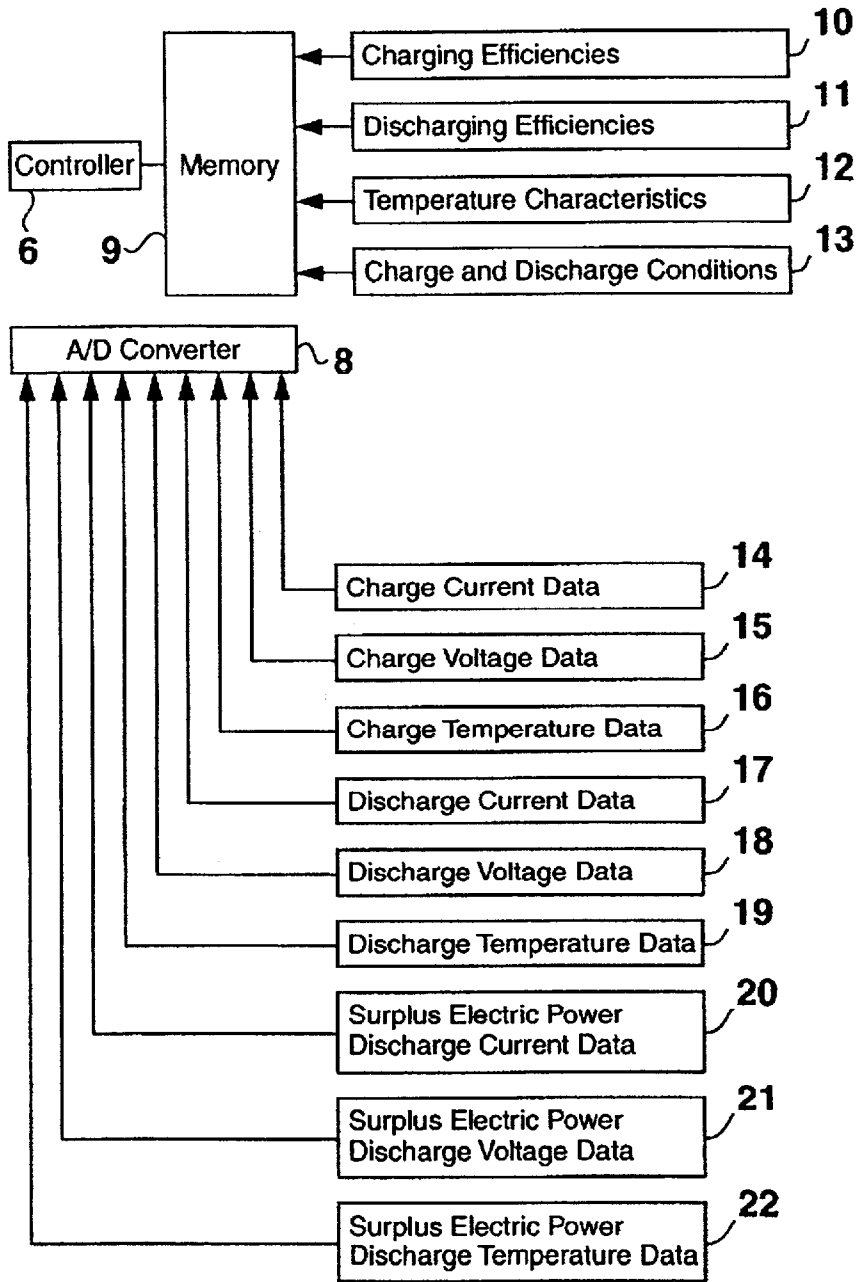 10
Charging Efficiencies
11
Discharging Efficiencies
Controller
Memory
12
Temperature Characteristics
6
9
13
Charge and Discharge Conditions
A/D Converter
8
14
Charge Current Data
15
Charge Voltage Data
16
Charge Temperature Data
17
Discharge Current Data
18
Discharge Voltage Data
19
Discharge Temperature Data
20
Surplus Electric Power
Discharge Current Data
21
Surplus Electric Power
Discharge Voltage Data
22
Surplus Electric Power
Discharge Temperature Data